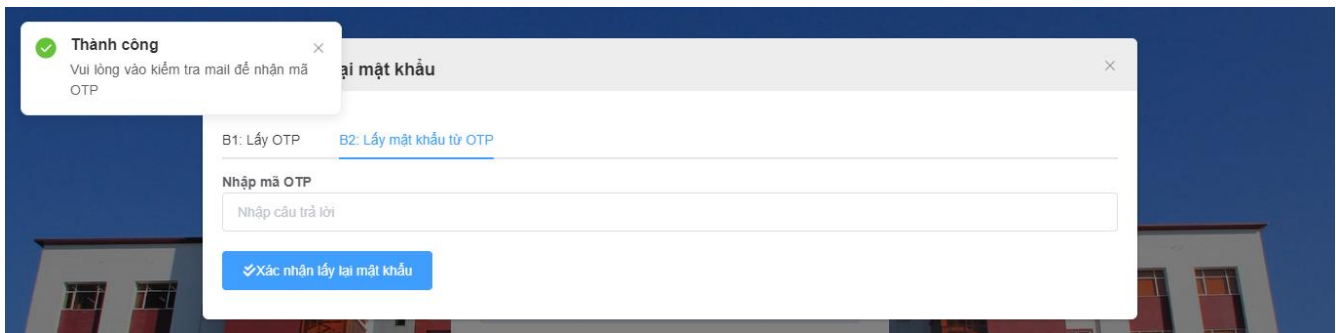 Thành công
Vui lòng vào kiểm tra mail để nhận mã
OTP
ại mật khẩu
B1: Lấy OTP
B2: Lấy mật khẩu từ OTP
Nhập mã OTP
Nhập câu trả lời
Xác nhận lấy lại mật khẩu